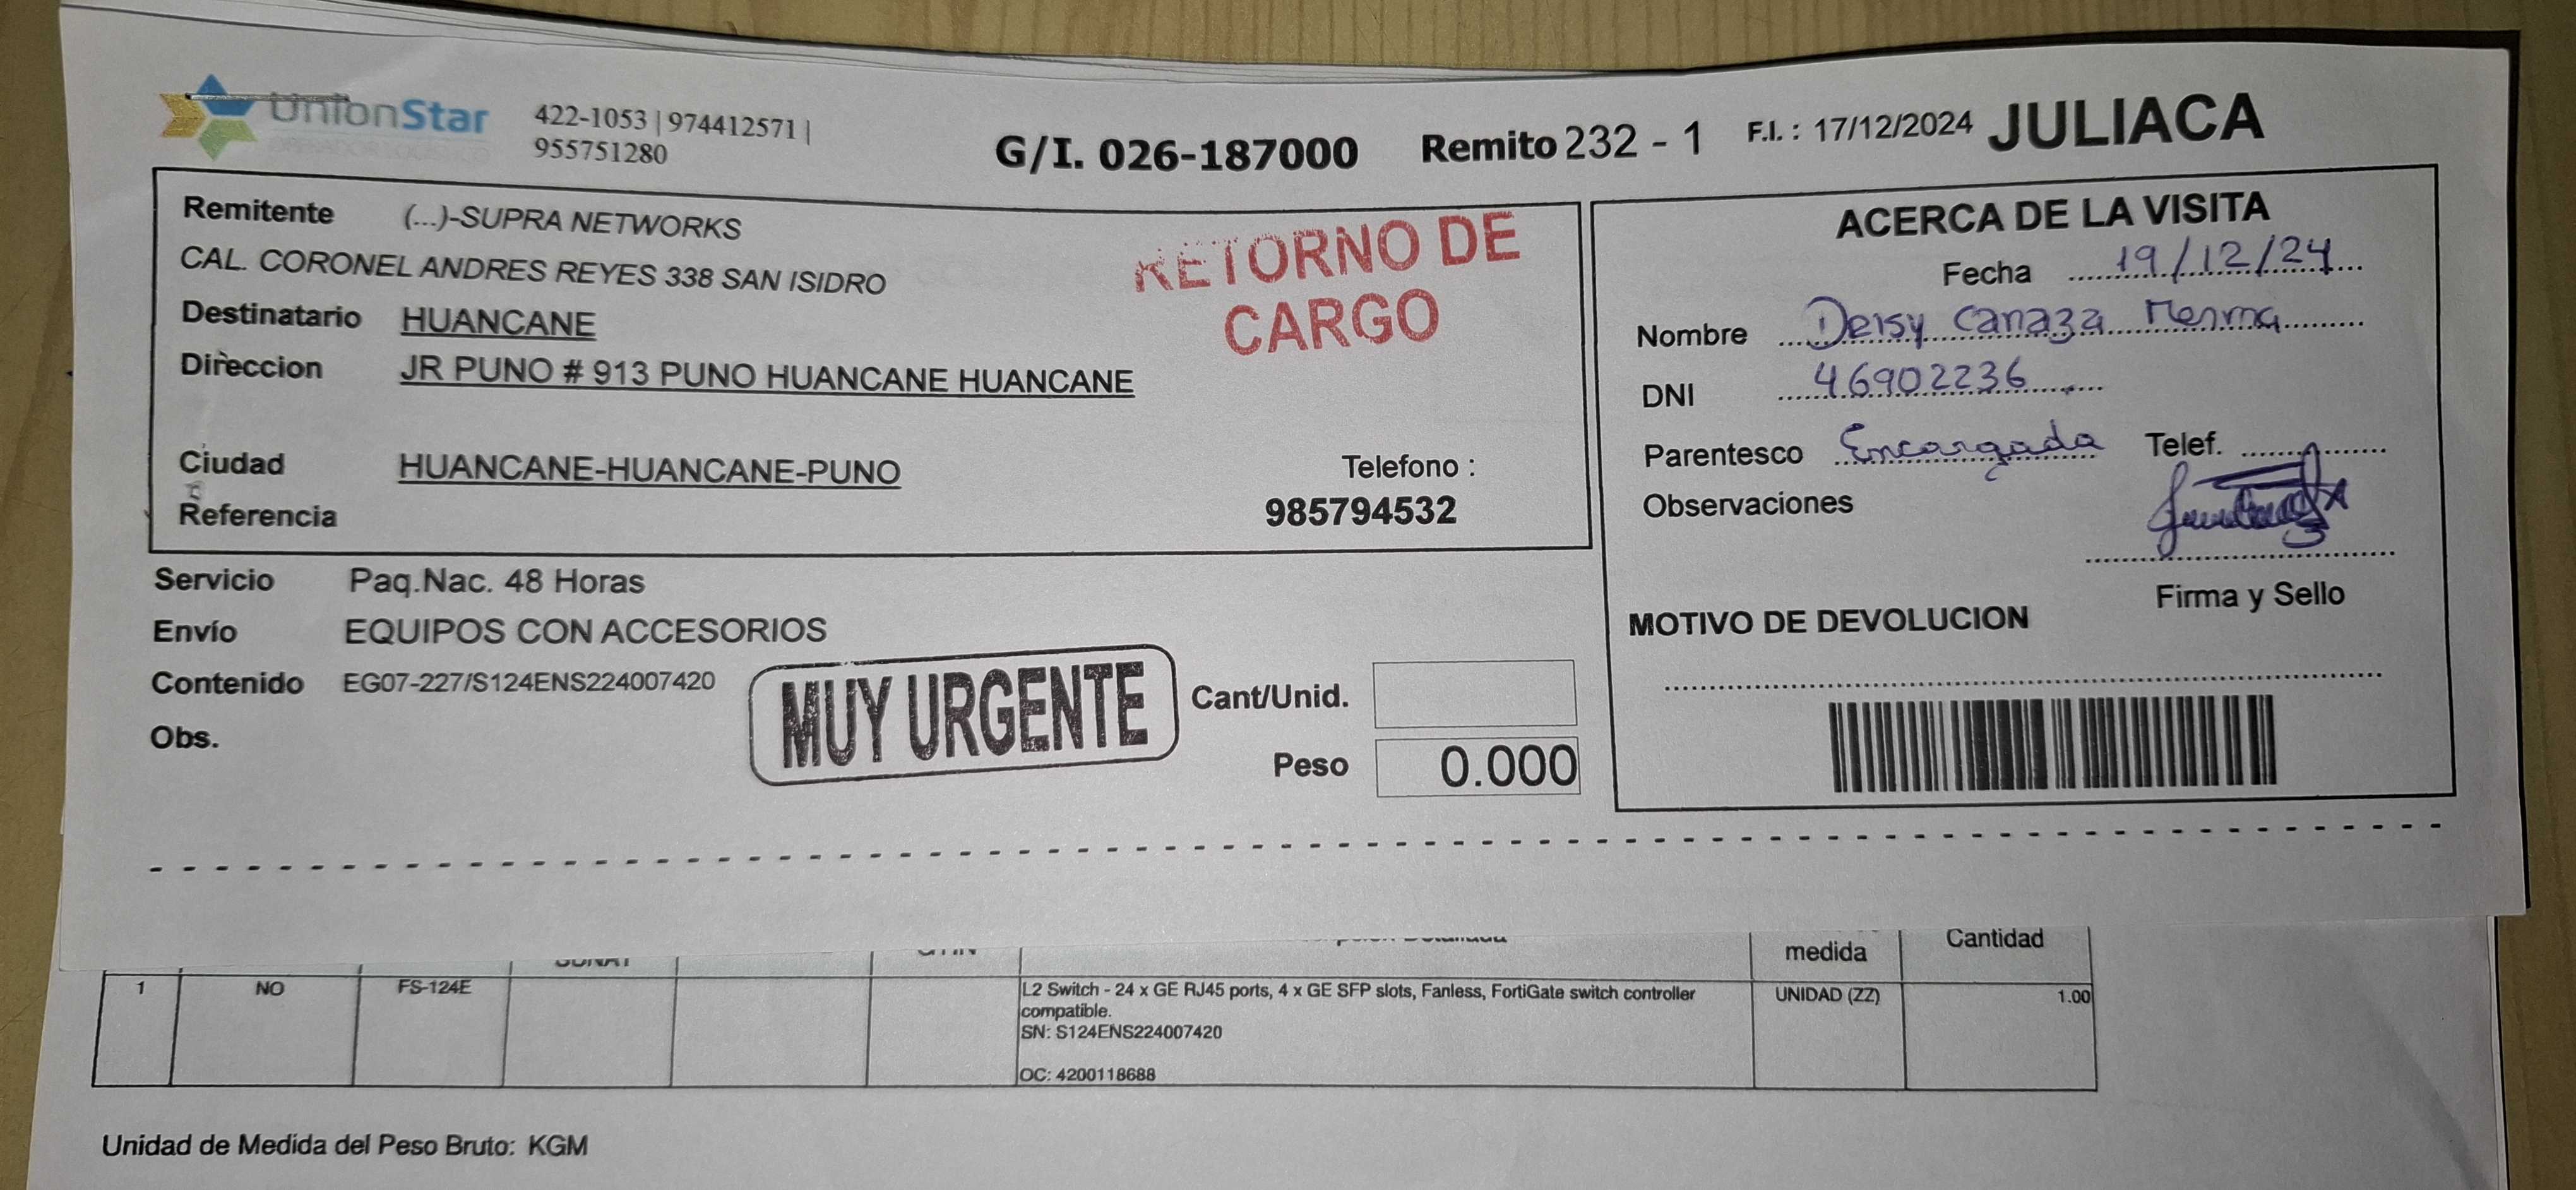 UnionStar
422-1053 | 974412571 |
955751280
G/I. 026-187000 Remito 232 - 1 F.I. : 17/12/2024 JULIACA
Remitente (...)-SUPRA NETWORKS
CAL. CORONEL ANDRES REYES 338 SAN ISIDRO
Destinatario HUANCANE
Direccion JR PUNO # 913 PUNO HUANCANE HUANCANE
Ciudad HUANCANE-HUANCANE-PUNO
Referencia
Telefono :
985794532
RETORNO DE
CARGO
Servicio Paq.Nac. 48 Horas
Envío EQUIPOS CON ACCESORIOS
Contenido EG07-227/S124ENS224007420
Obs.
MUY URGENTE
Cant/Unid.
Peso 0.000
ACERCA DE LA VISITA
Fecha 19/12/24
Nombre Deisy Canaza Mesma
DNI 46902236
Parentesco Encargada Telef.
Observaciones
Firma y Sello
MOTIVO DE DEVOLUCION
medida Cantidad
1 NO FS-124E L2 Switch - 24 x GE RJ45 ports, 4 x GE SFP slots, Fanless, FortiGate switch controller UNIDAD (ZZ) 1.00
compatible.
SN: S124ENS224007420
OC: 4200118688
Unidad de Medida del Peso Bruto: KGM